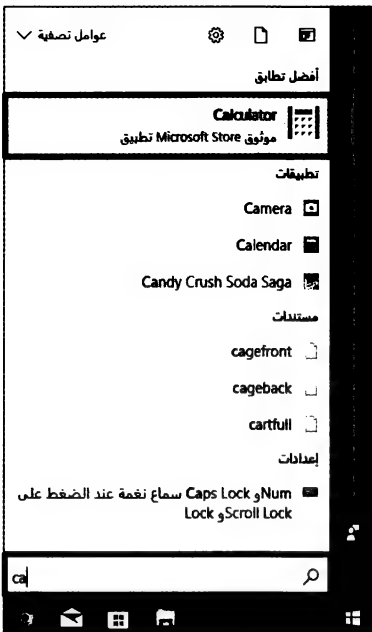 عوامل تصفية
أفضل تطابق
Calculator
موثوق Microsoft Store تطبيق
تطبيقات
Camera
Calendar
Candy Crush Soda Saga
مستندات
cagefront
cageback
cartfull
إعدادات
سماع نغمة عند الضغط على Caps Lock وNum
Lock وScroll Lock
ca